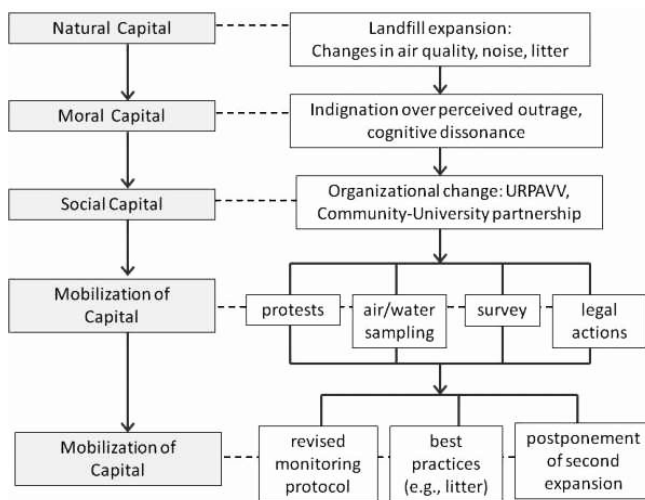 Natural Capital
Landfill expansion:
Changes in air quality, noise, litter
Moral Capital
Indignation over perceived outrage,
cognitive dissonance
Social Capital
Organizational change: URPAVV,
Community-University partnership
Mobilization of
Capital
protests
air/water
sampling
survey
legal
actions
Mobilization of
Capital
revised
monitoring
protocol
best
practices
(e.g., litter)
postponement
of second
expansion